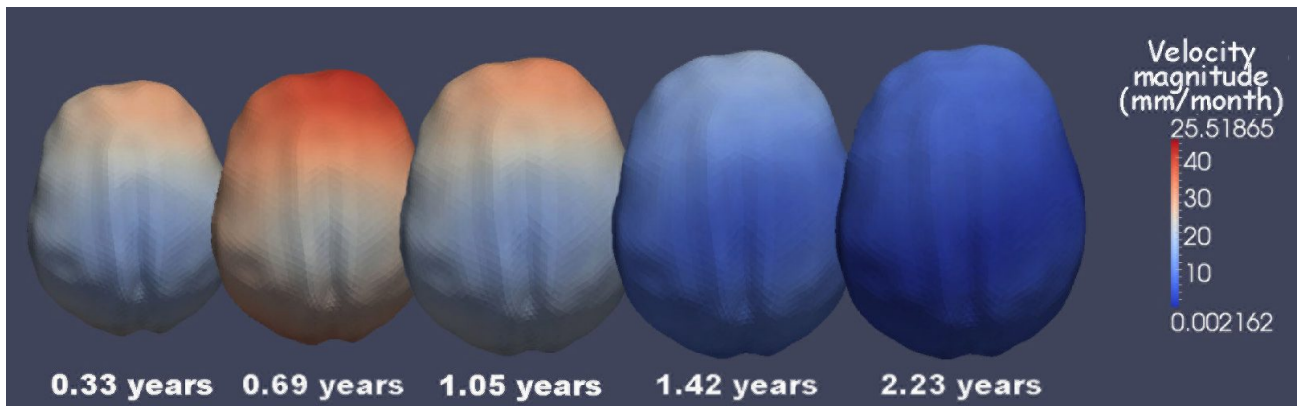 Velocity
magnitude
(mm/month)
25.51865
40
30
20
10
0.002162
0.33 years
0.69 years
1.05 years
1.42 years
2.23 years